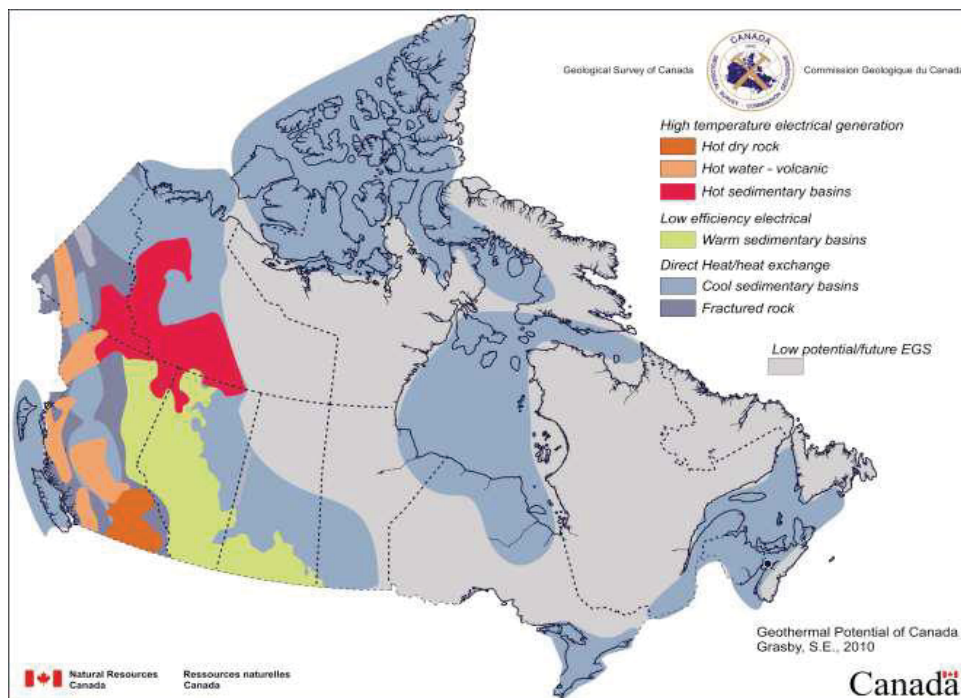 CANADA
Geological Survey of Canada
Commission Geologique du Canada
High temperature electrical generation
Hot dry rock
Hot water - volcanic
Hot sedimentary basins
Low efficiency electrical
Warm sedimentary basins
Direct Heat/heat exchange
Cool sedimentary basins
Fractured rock
Low potential/future EGS
Geothermal Potential of Canada
Grasby, S.E., 2010
Natural Resources
Canada
Ressources naturelles
Canada
Canada